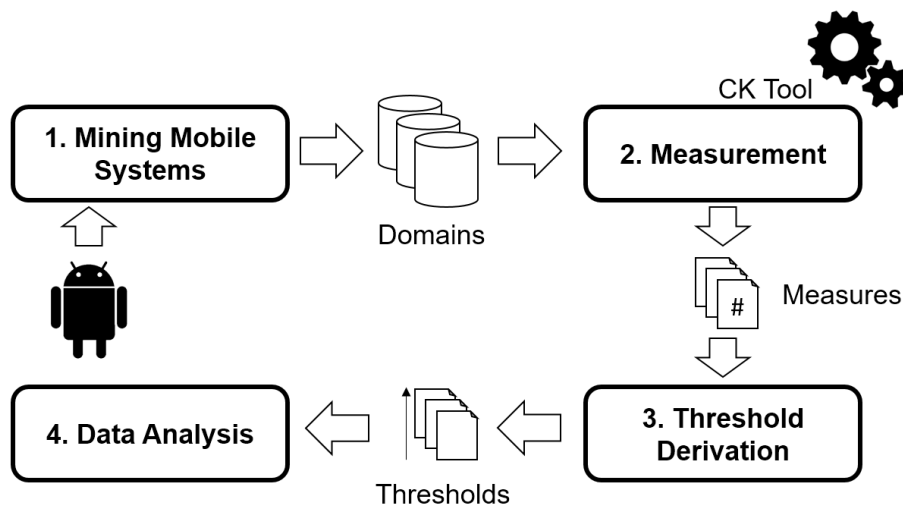 CK Tool
1. Mining Mobile
Systems
2. Measurement
Domains
#
Measures
3. Threshold
Derivation
4. Data Analysis
Thresholds